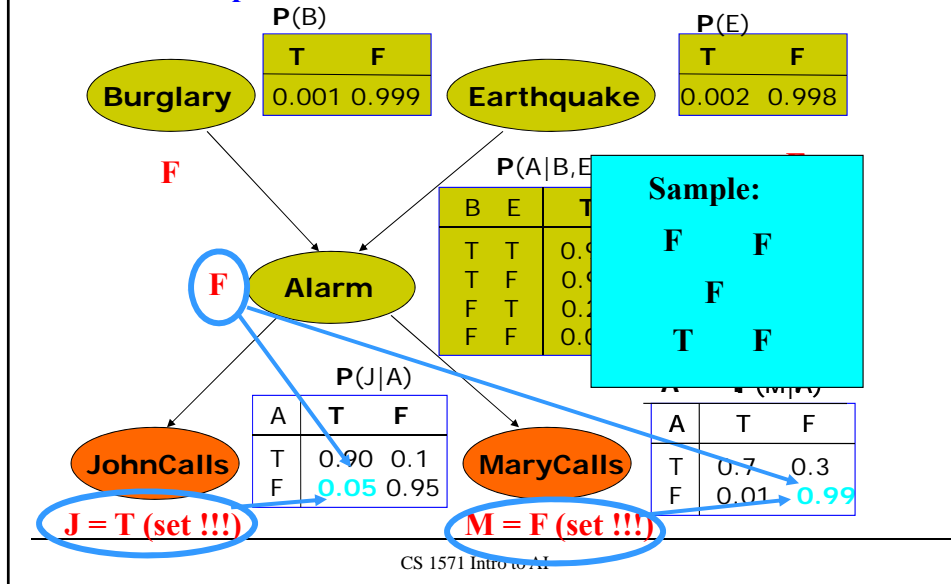 P(B)
P(E)
T F
T F
Burglary
0.001 0.999
Earthquake
0.002 0.998
F
P(A|B,E
Sample:
B E
T T
T F
F T
F F
F F
F
T F
F
Alarm
P(J|A)
A T F
T 0.90 0.1
F 0.05 0.95
A T F
T 0.7 0.3
F 0.01 0.99
JohnCalls
MaryCalls
J = T (set !!!)
M = F (set !!!)
CS 1571 Intro to AI